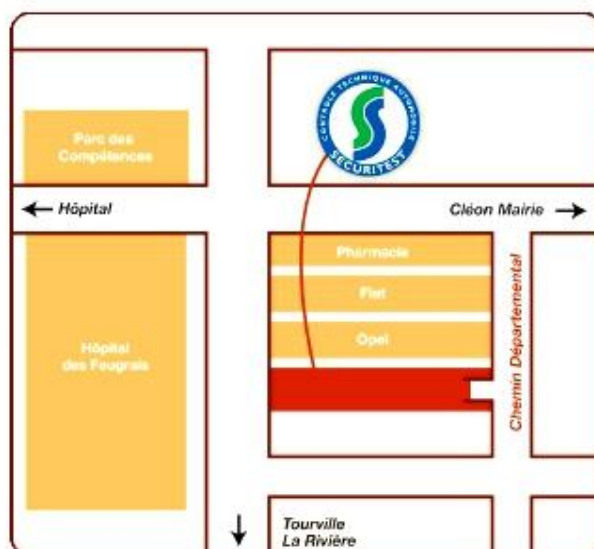 CONTRÔLE TECHNIQUE AUTOMOBILE
SECURITEST
Parc des
Compétences
← Hôpital
Cléon Mairie →
Pharmacie
Fiat
Opel
Chemin Départemental
Hôpital
des Feugrais
Tourville
La Rivière